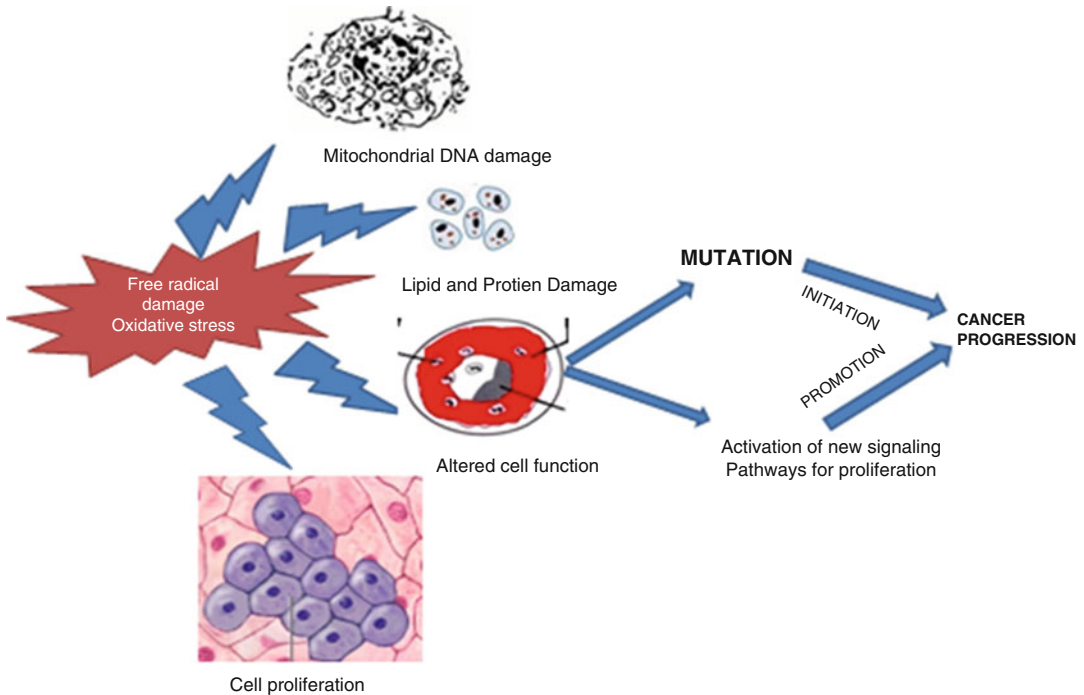 Mitochondrial DNA damage
Free radical
damage
Oxidative stress
Lipid and Protien Damage
Altered cell function
Cell proliferation
MUTATION
INITIATION
PROMOTION
Activation of new signaling
Pathways for proliferation
CANCER
PROGRESSION